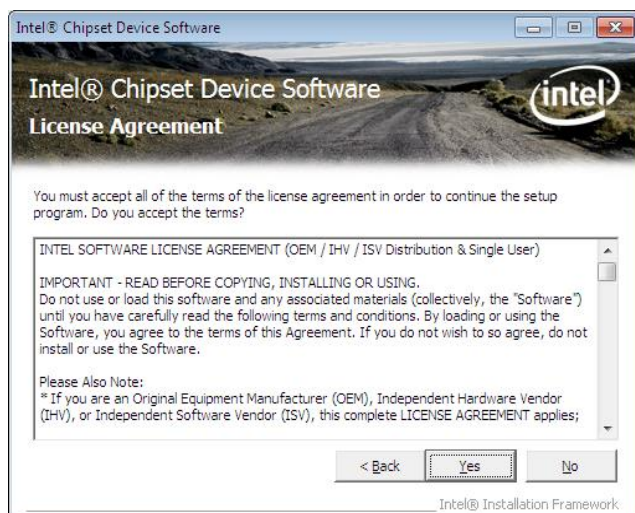 Intel® Chipset Device Software
Intel® Chipset Device Software
intel
License Agreement
You must accept all of the terms of the license agreement in order to continue the setup
program. Do you accept the terms?
INTEL SOFTWARE LICENSE AGREEMENT (OEM / IHV / ISV Distribution & Single User)
IMPORTANT - READ BEFORE COPYING, INSTALLING OR USING.
Do not use or load this software and any associated materials (collectively, the "Software")
until you have carefully read the following terms and conditions. By loading or using the
Software, you agree to the terms of this Agreement. If you do not wish to so agree, do not
install or use the Software.
Please Also Note:
* If you are an Original Equipment Manufacturer (OEM), Independent Hardware Vendor
(IHV), or Independent Software Vendor (ISV), this complete LICENSE AGREEMENT applies;
< Back Yes No
Intel® Installation Framework